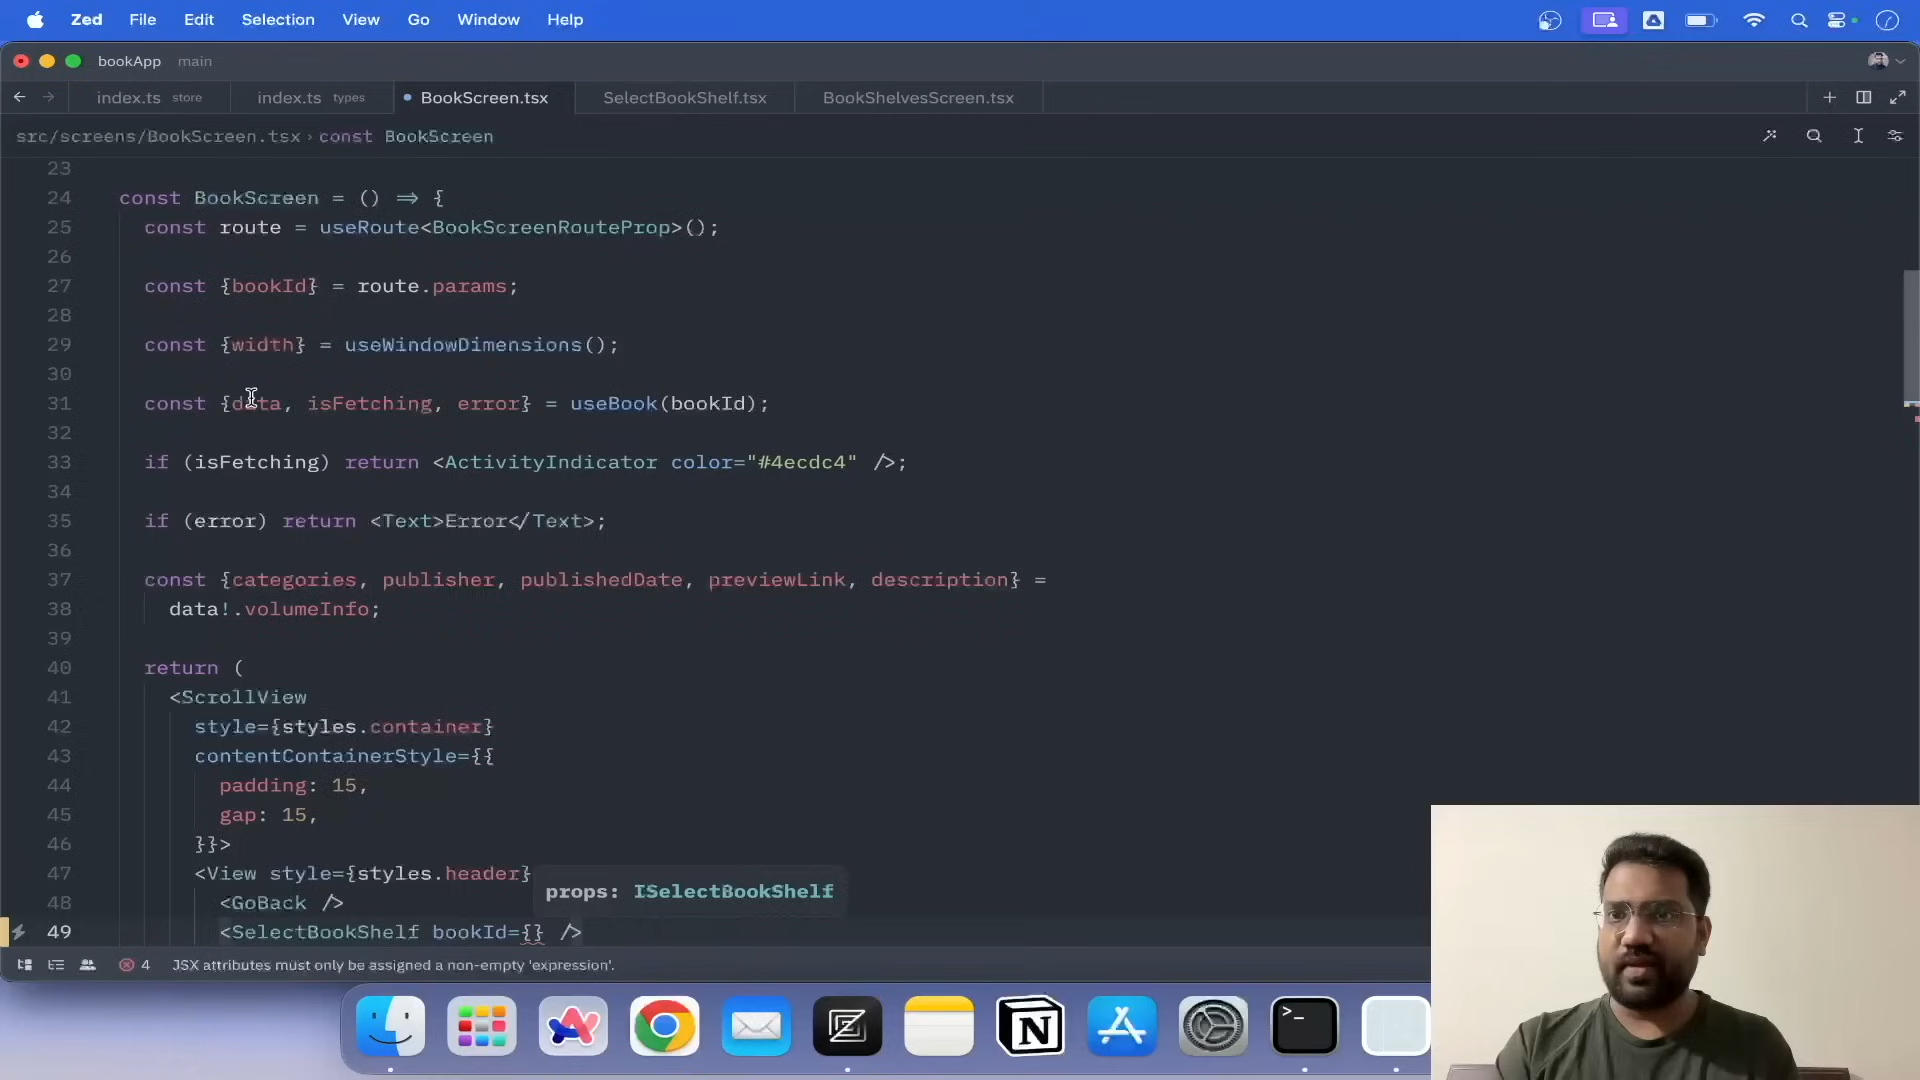 Zed File Edit Selection View Go Window Help
bookApp main
index.ts store index.ts types BookScreen.tsx SelectBookShelf.tsx BookShelvesScreen.tsx
src/screens/BookScreen.tsx › const BookScreen
23
24 const BookScreen = () => {
25 const route = useRoute<BookScreenRouteProp>();
26
27 const {bookId} = route.params;
28
29 const {width} = useWindowDimensions();
30
31 const {data, isFetching, error} = useBook(bookId);
32
33 if (isFetching) return <ActivityIndicator color="#4ecdc4" />;
34
35 if (error) return <Text>Error</Text>;
36
37 const {categories, publisher, publishedDate, previewLink, description} =
38 data!.volumeInfo;
39
40 return (
41 <ScrollView
42 style={styles.container}
43 contentContainerStyle={{
44 padding: 15,
45 gap: 15,
46 }}>
47 <View style={styles.header}
props: ISelectBookShelf
48 <GoBack />
49 <SelectBookShelf bookId={} />
4 JSX attributes must only be assigned a non-empty 'expression'.